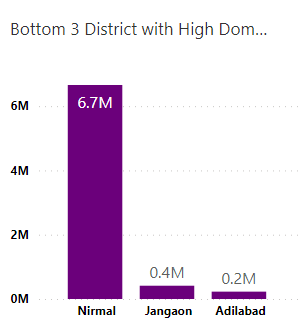 Bottom 3 District with High Dom...
6M
4M
2M
0M
6.7M
0.4M
0.2M
Nirmal Jangaon Adilabad